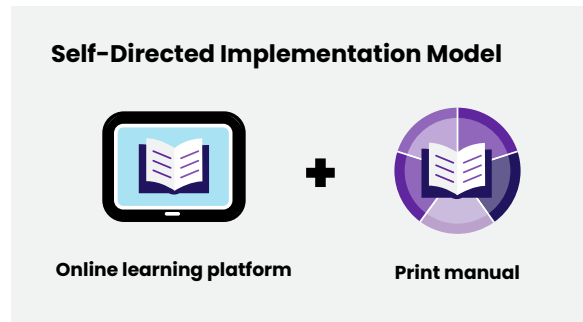 Self-Directed Implementation Model
Online learning platform
Print manual